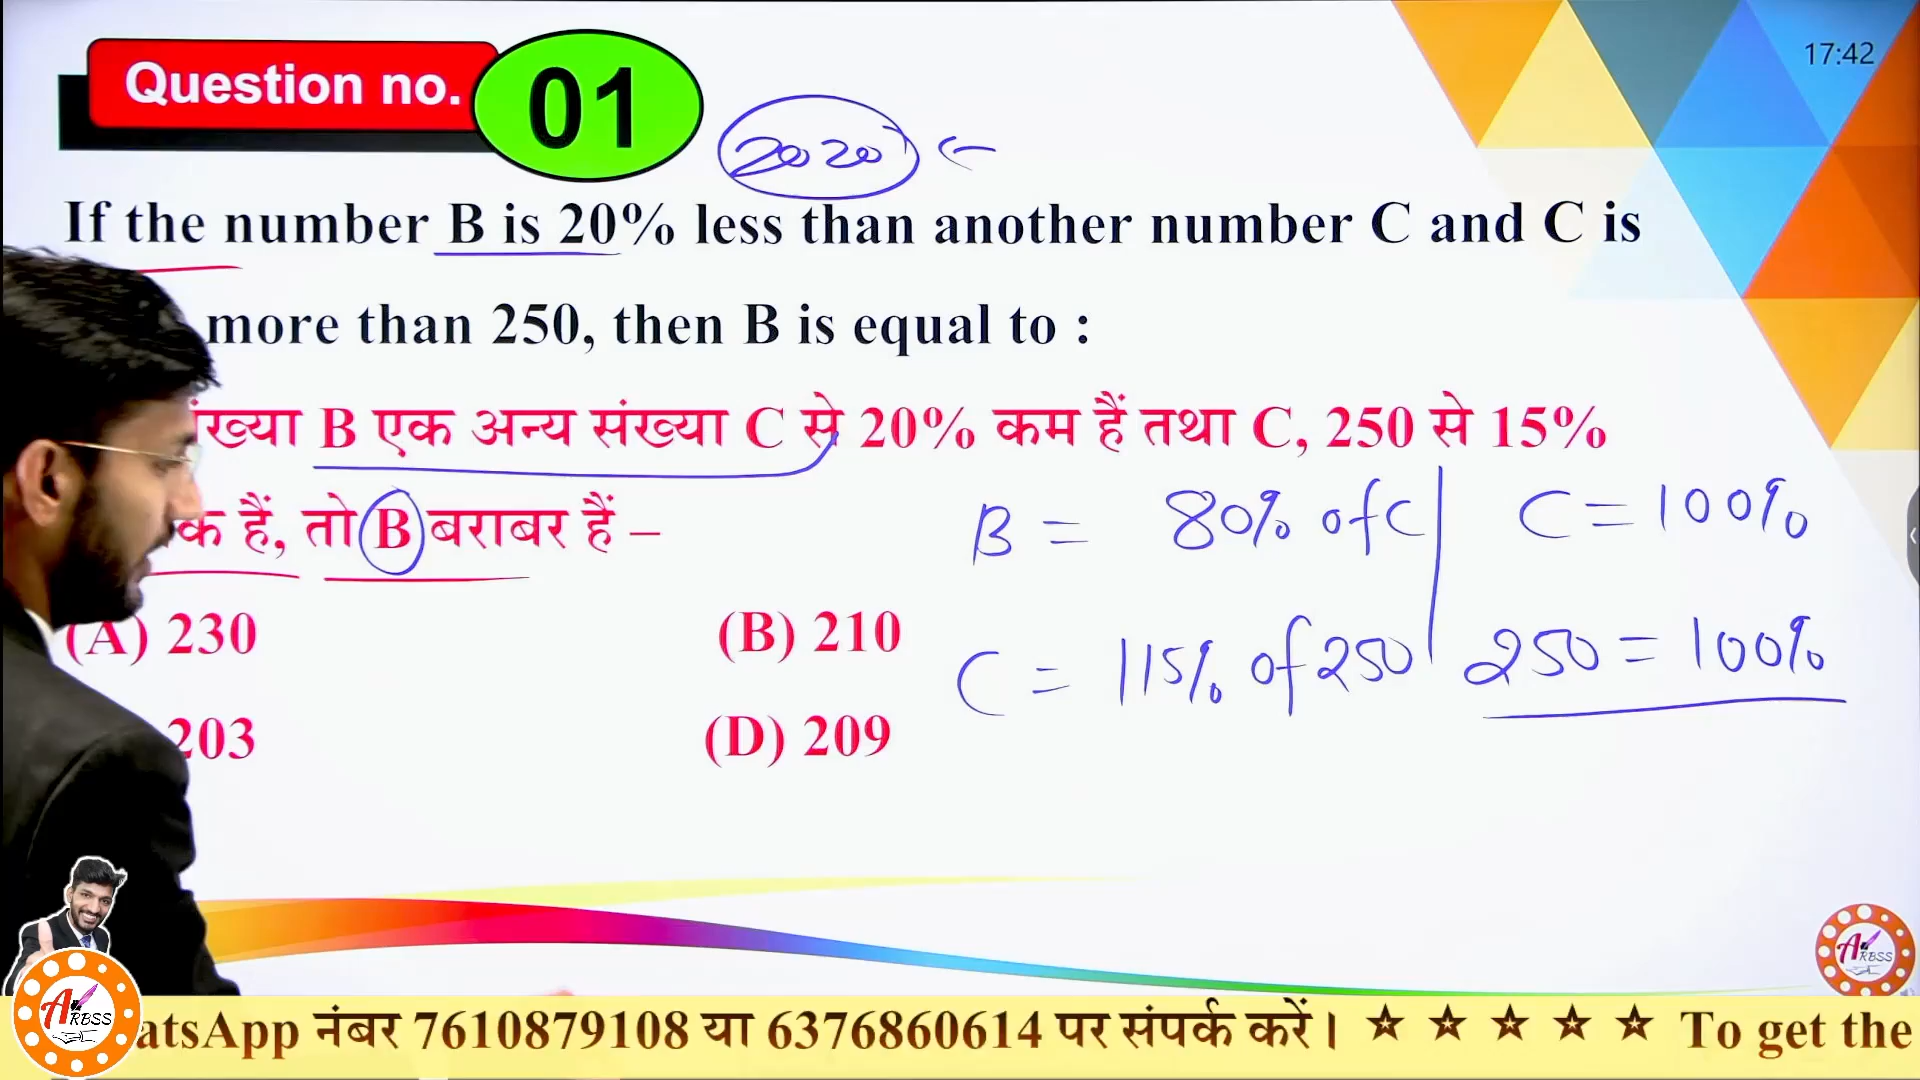 17:42
Question no. 01
2020 ←
If the number B is 20% less than another number C and C is
more than 250, then B is equal to :
ंख्या B एक अन्य संख्या C से 20% कम हैं तथा C, 250 से 15%
क हैं, तो B बराबर हैं –
B = 80% of C | C = 100%
(A) 230 (B) 210
C = 115% of 250 | 250 = 100%
203 (D) 209
ARBSS
ARBSS
atsApp नंबर 7610879108 या 6376860614 पर संपर्क करें। ☆ ☆ ☆ ☆ ☆ To get the